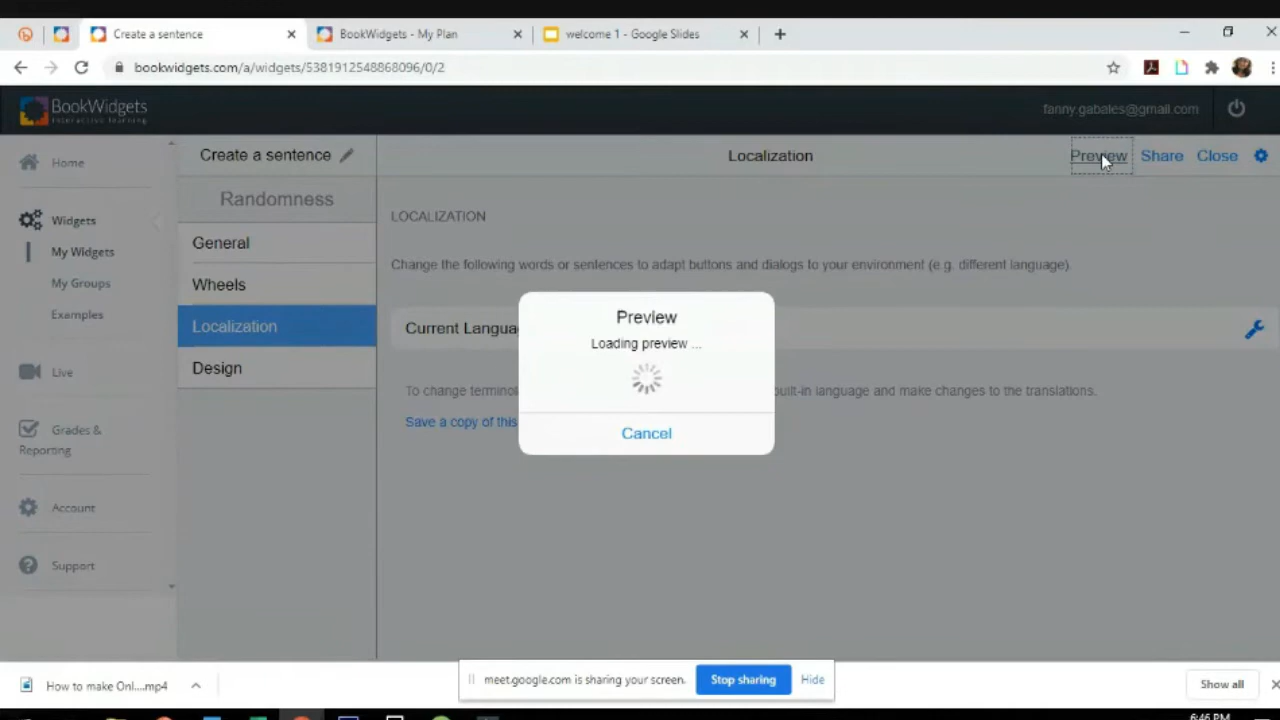 Create a sentence
BookWidgets - My Plan
welcome 1 - Google Slides
bookwidgets.com/a/widgets/5381912548868096/0/2
BookWidgets
interactive learning
fanny.gabales@gmail.com
Home
Widgets
My Widgets
My Groups
Examples
Live
Grades &
Reporting
Account
Support
Create a sentence
Randomness
General
Wheels
Localization
Design
Localization
Preview
Share
Close
LOCALIZATION
Change the following words or sentences to adapt buttons and dialogs to your environment (e.g. different language).
Current Langua
To change terminol
uilt-in language and make changes to the translations.
Save a copy of this
Preview
Loading preview ...
Cancel
How to make Onl....mp4
meet.google.com is sharing your screen.
Stop sharing
Hide
Show all
6:46 PM